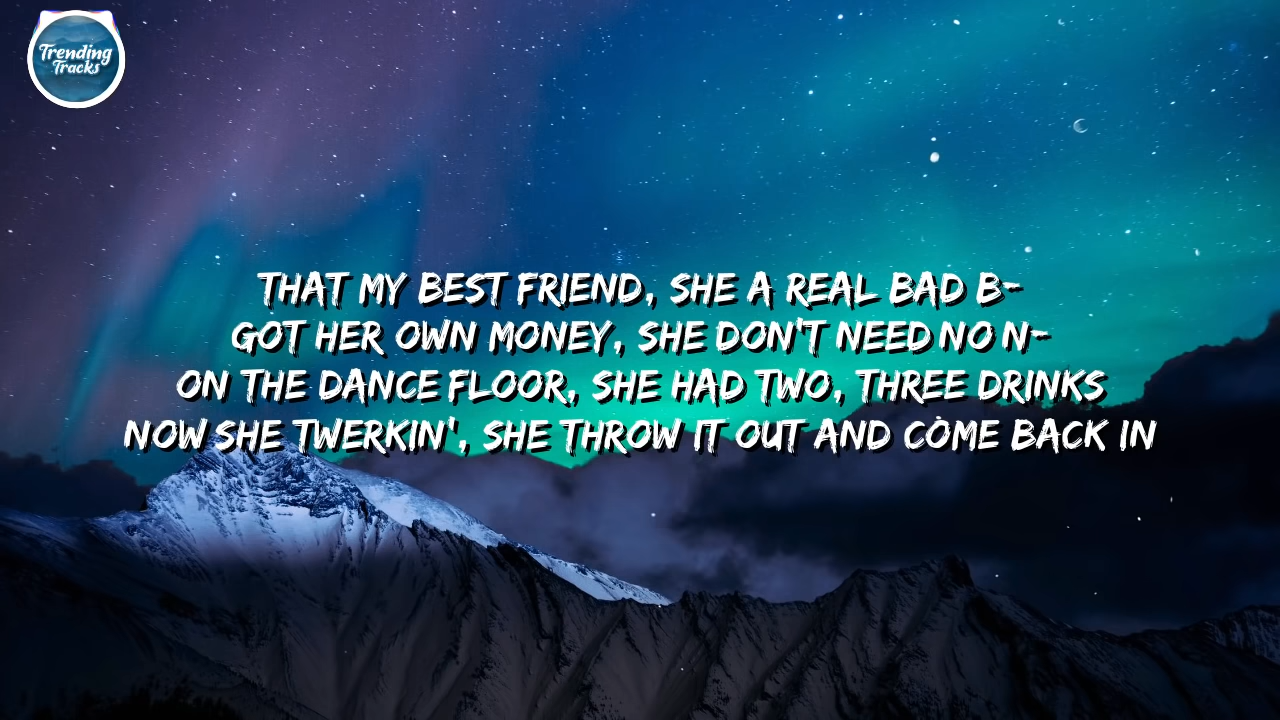 Trending
Tracks
THAT MY BEST FRIEND, SHE A REAL BAD B-
GOT HER OWN MONEY, SHE DON'T NEED NO N-
ON THE DANCE FLOOR, SHE HAD TWO, THREE DRINKS
NOW SHE TWERKIN', SHE THROW IT OUT AND COME BACK IN